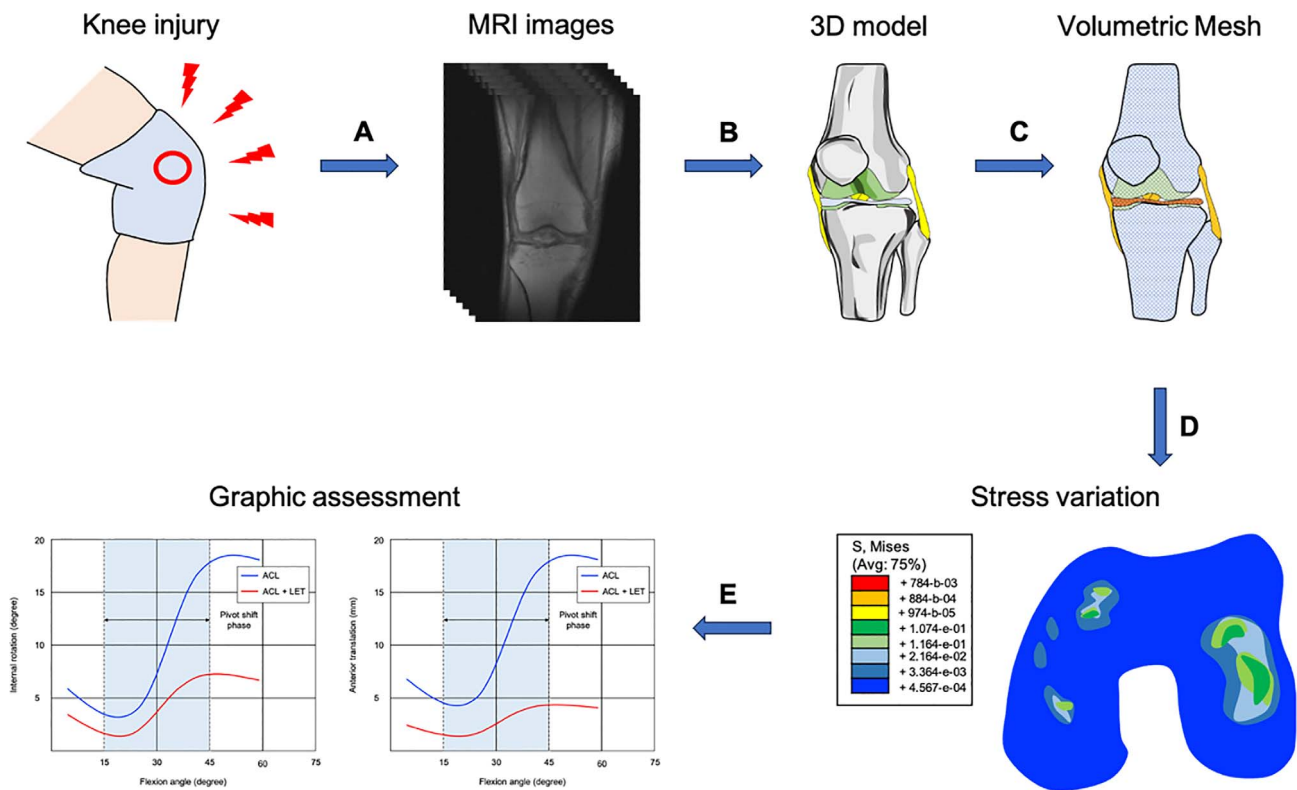 Knee injury
MRI images
3D model
Volumetric Mesh
A
B
C
D
Graphic assessment
Stress variation
S, Mises
(Avg: 75%)
+ 784-b-03
+ 884-b-04
+ 974-b-05
+ 1.074-e-01
+ 1.164-e-01
+ 2.164-e-02
+ 3.364-e-03
+ 4.567-e-04
E
Internal rotation (degree)
20
15
10
5
ACL
ACL + LET
Pivot shift
phase
15
30
45
60
75
Flexion angle (degree)
Anterior translation (mm)
20
15
10
5
ACL
ACL + LET
Pivot shift
phase
15
30
45
60
75
Flexion angle (degree)